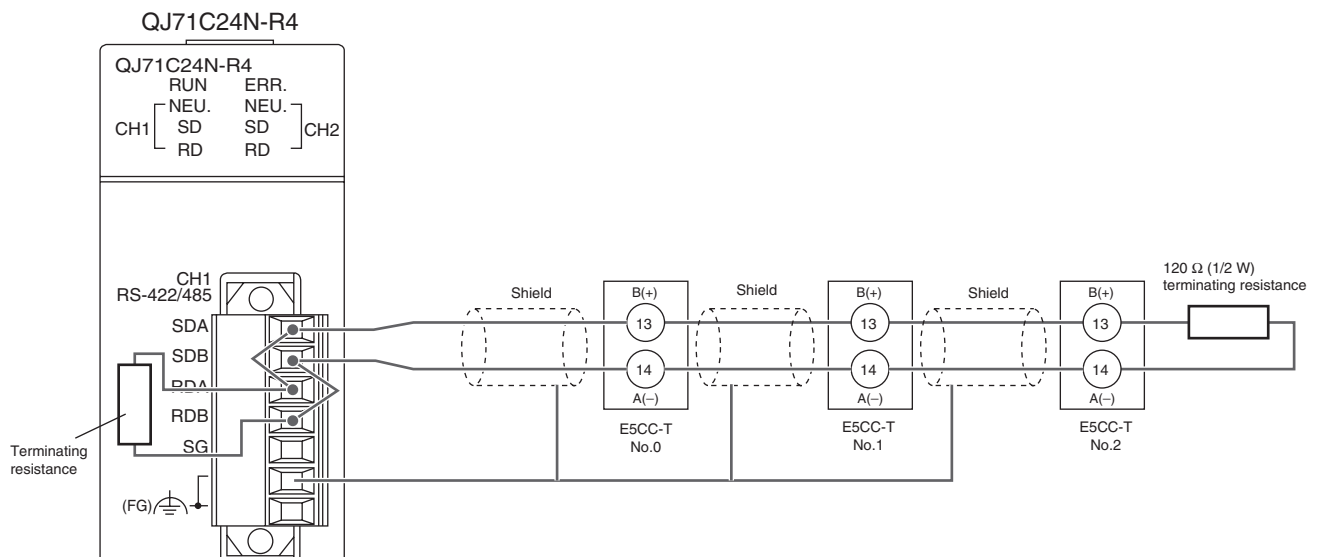 QJ71C24N-R4
QJ71C24N-R4
RUN ERR.
NEU. NEU.
CH1 SD SD CH2
RD RD
CH1
RS-422/485
SDA
SDB
RDA
RDB
SG
(FG)
Terminating
resistance
Shield
B(+)
13
14
A(−)
E5CC-T
No.0
Shield
B(+)
13
14
A(−)
E5CC-T
No.1
Shield
B(+)
13
14
A(−)
E5CC-T
No.2
120 Ω (1/2 W)
terminating resistance